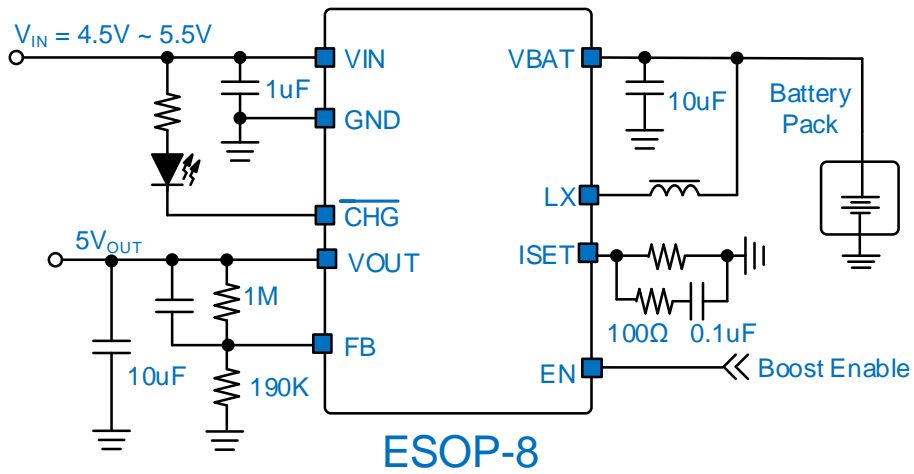 VIN = 4.5V ~ 5.5V
VIN
1uF
GND
CHG
5VOUT
VOUT
1M
FB
10uF
190K
VBAT
10uF
Battery
Pack
LX
ISET
100Ω
0.1uF
EN
Boost Enable
ESOP-8